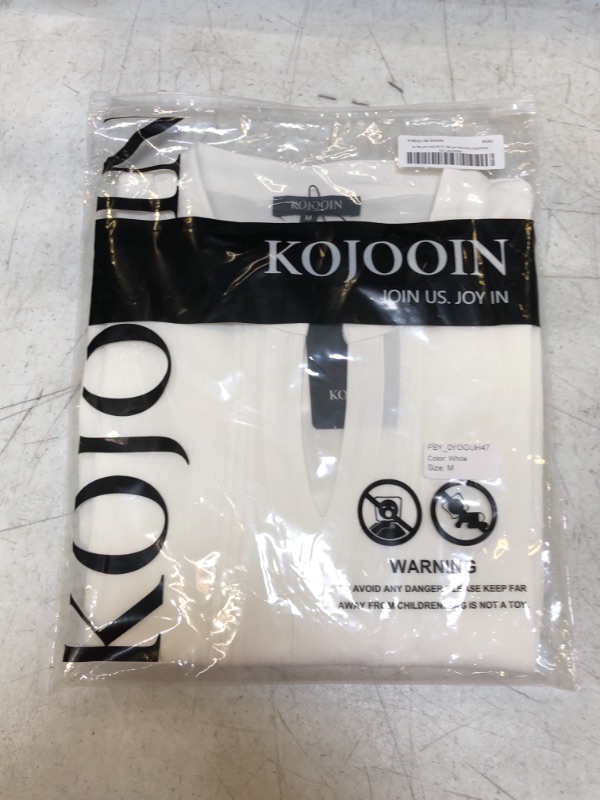 KOJOOIN
KOJOOIN
M
KOJOOIN
JOIN US. JOY IN
KO
PBY_0YOGUH47
Color: White
Size: M
WARNING
AVOID ANY DANGER, PLEASE KEEP FAR
AWAY FROM CHILDREN. BAG IS NOT A TOY.